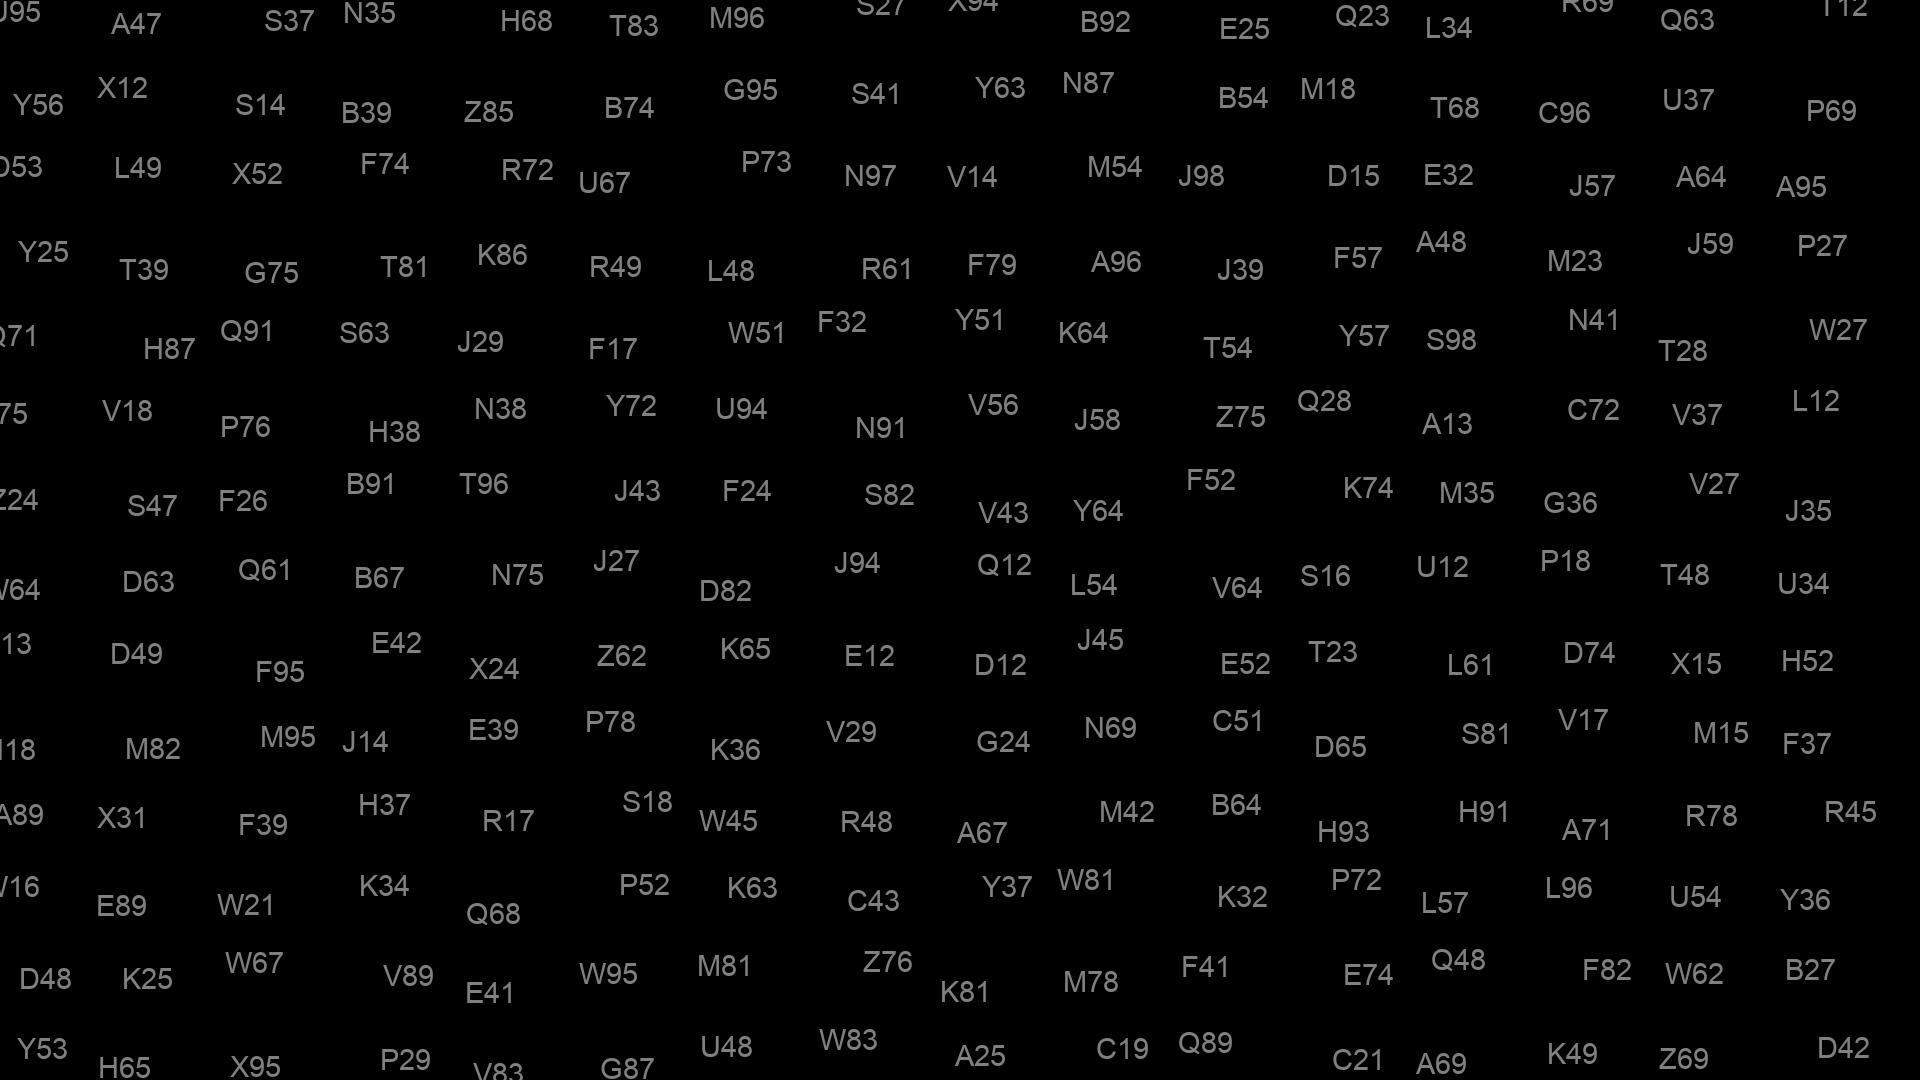 A47 S37 N35 H68 T83 M96 S27 X94 B92 E25 Q23 L34 R69 Q63 T12
Y56 X12 S14 B39 Z85 B74 G95 S41 Y63 N87 B54 M18 T68 C96 U37 P69
L49 X52 F74 R72 U67 P73 N97 V14 M54 J98 D15 E32 J57 A64 A95
Y25 T39 G75 T81 K86 R49 L48 R61 F79 A96 J39 F57 A48 M23 J59 P27
H87 Q91 S63 J29 F17 W51 F32 Y51 K64 T54 Y57 S98 N41 T28 W27
V18 P76 H38 N38 Y72 U94 N91 V56 J58 Z75 Q28 A13 C72 V37 L12
Z24 S47 F26 B91 T96 J43 F24 S82 V43 Y64 F52 K74 M35 G36 V27 J35
W64 D63 Q61 B67 N75 J27 D82 J94 Q12 L54 V64 S16 U12 P18 T48 U34
D49 F95 E42 X24 Z62 K65 E12 D12 J45 E52 T23 L61 D74 X15 H52
M82 M95 J14 E39 P78 K36 V29 G24 N69 C51 D65 S81 V17 M15 F37
A89 X31 F39 H37 R17 S18 W45 R48 A67 M42 B64 H93 H91 A71 R78 R45
W16 E89 W21 K34 Q68 P52 K63 C43 Y37 W81 K32 P72 L57 L96 U54 Y36
D48 K25 W67 V89 E41 W95 M81 Z76 K81 M78 F41 E74 Q48 F82 W62 B27
Y53 H65 X95 P29 V83 G87 U48 W83 A25 C19 Q89 C21 A69 K49 Z69 D42